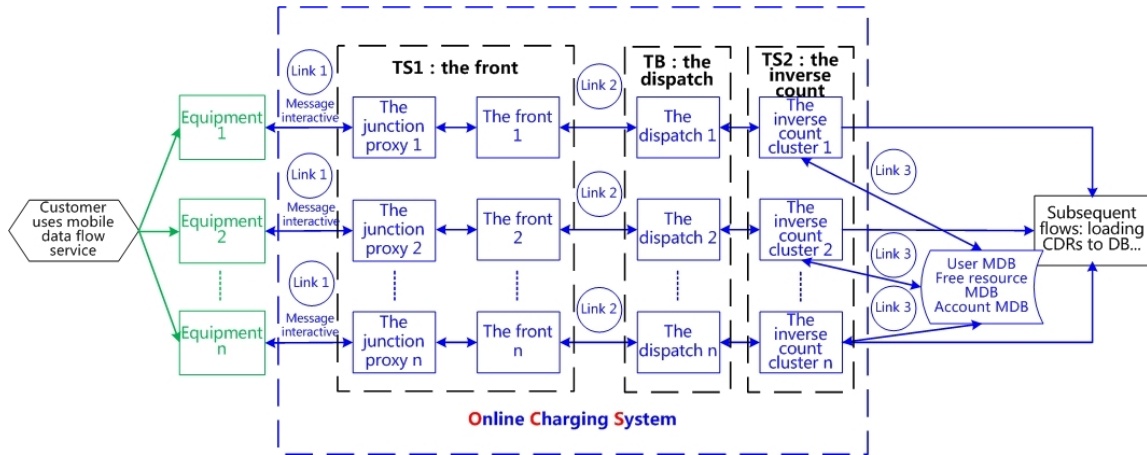 Customer
uses mobile
data flow
service
Equipment
1
Equipment
2
Equipment
n
Link 1
Message
interactive
Link 1
Message
interactive
Link 1
Message
interactive
TS1：the front
The
junction
proxy 1
The front
1
The
junction
proxy 2
The front
2
The
junction
proxy n
The front
n
Link 2
Link 2
Link 2
TB：the
dispatch
The
dispatch 1
The
dispatch 2
The
dispatch n
TS2：the
inverse
count
The
inverse
count
cluster 1
The
inverse
count
cluster 2
The
inverse
count
cluster n
Link 3
Link 3
Link 3
Subsequent
flows: loading
CDRs to DB...
User MDB
Free resource
MDB
Account MDB
Online Charging System